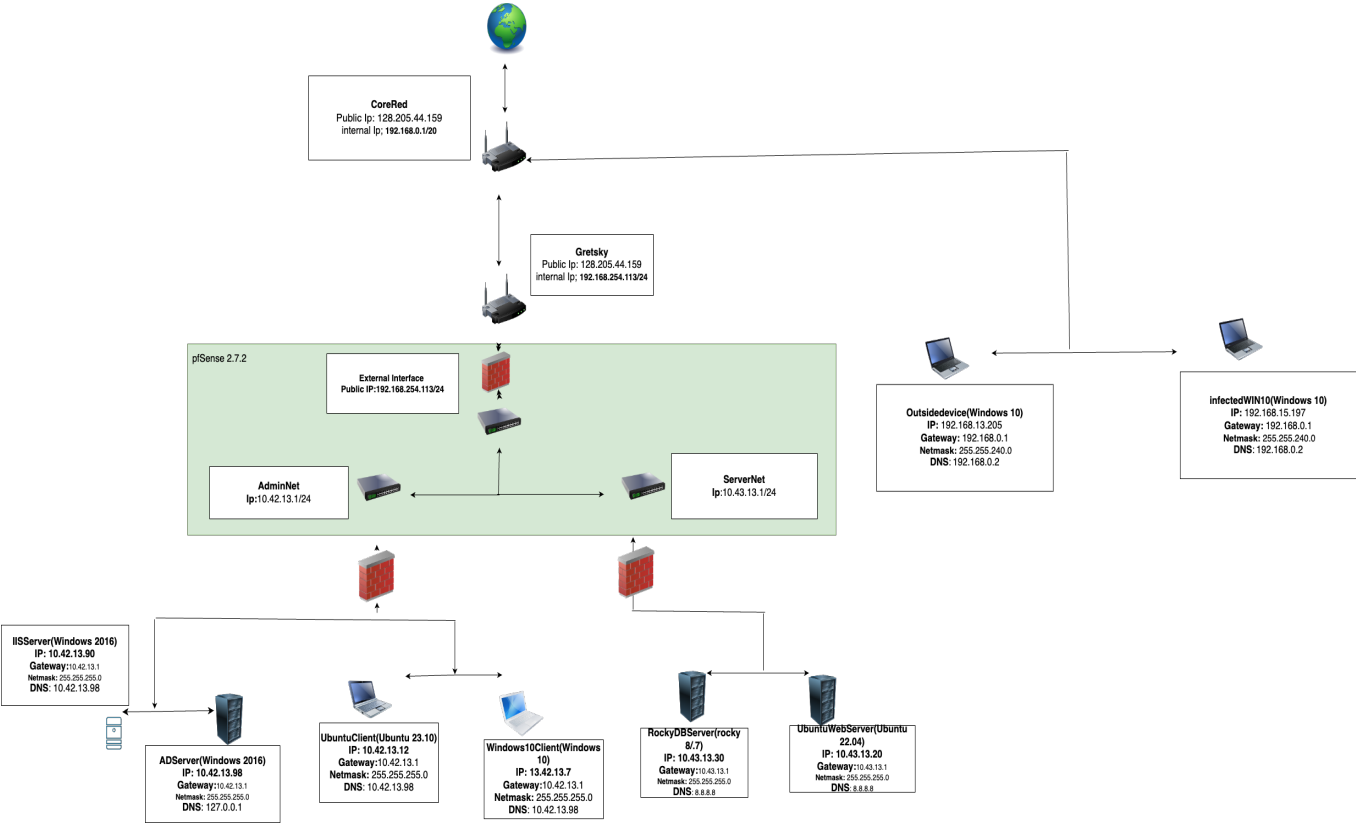 CoreRed
Public Ip: 128.205.44.159
internal Ip; 192.168.0.1/20
Gretsky
Public Ip: 128.205.44.159
internal Ip; 192.168.254.113/24
pfSense 2.7.2
External Interface
Public IP:192.168.254.113/24
AdminNet
Ip:10.42.13.1/24
ServerNet
Ip:10.43.13.1/24
Outsidedevice(Windows 10)
IP: 192.168.13.205
Gateway: 192.168.0.1
Netmask: 255.255.240.0
DNS: 192.168.0.2
infectedWIN10(Windows 10)
IP: 192.168.15.197
Gateway: 192.168.0.1
Netmask: 255.255.240.0
DNS: 192.168.0.2
IISServer(Windows 2016)
IP: 10.42.13.90
Gateway:10.42.13.1
Netmask: 255.255.255.0
DNS: 10.42.13.98
ADServer(Windows 2016)
IP: 10.42.13.98
Gateway:10.42.13.1
Netmask: 255.255.255.0
DNS: 127.0.0.1
UbuntuClient(Ubuntu 23.10)
IP: 10.42.13.12
Gateway:10.42.13.1
Netmask: 255.255.255.0
DNS: 10.42.13.98
Windows10Client(Windows
10)
IP: 13.42.13.7
Gateway:10.42.13.1
Netmask: 255.255.255.0
DNS: 10.42.13.98
RockyDBServer(rocky
8/.7)
IP: 10.43.13.30
Gateway:10.43.13.1
Netmask: 255.255.255.0
DNS: 8.8.8.8
UbuntuWebServer(Ubuntu
22.04)
IP: 10.43.13.20
Gateway:10.43.13.1
Netmask: 255.255.255.0
DNS: 8.8.8.8